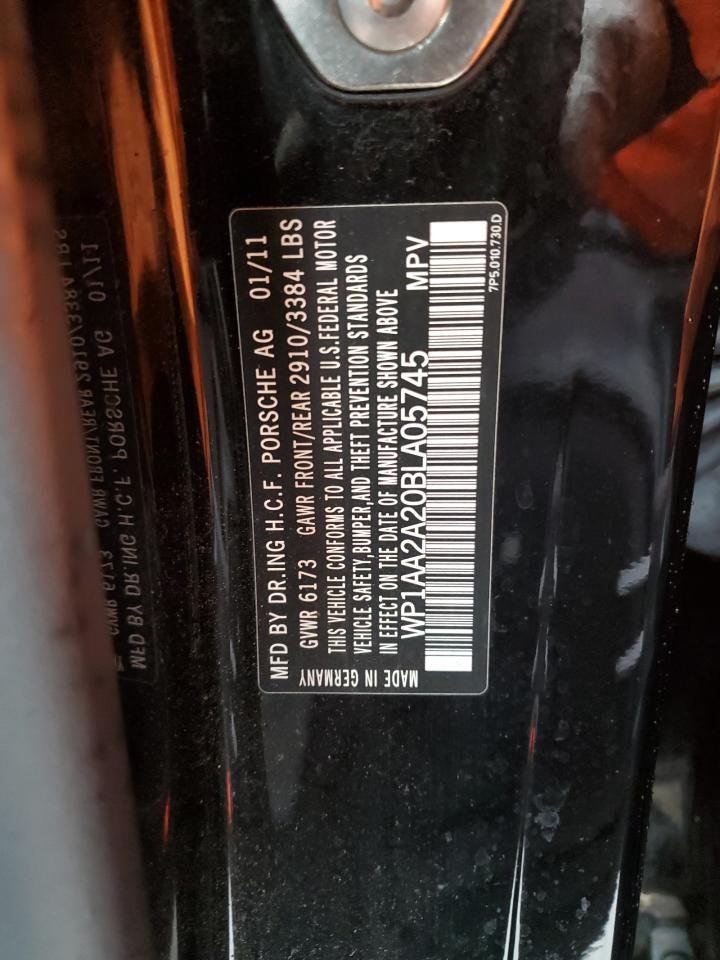 MFD BY DR.ING H.C.F. PORSCHE AG 01/11
GVWR 6173 GAWR FRONT/REAR 2910/3384 LBS
THIS VEHICLE CONFORMS TO ALL APPLICABLE U.S.FEDERAL MOTOR
VEHICLE SAFETY,BUMPER,AND THEFT PREVENTION STANDARDS
IN EFFECT ON THE DATE OF MANUFACTURE SHOWN ABOVE
WP1AA2A20BLA05745 MPV
MADE IN GERMANY
7P5.010.730.D